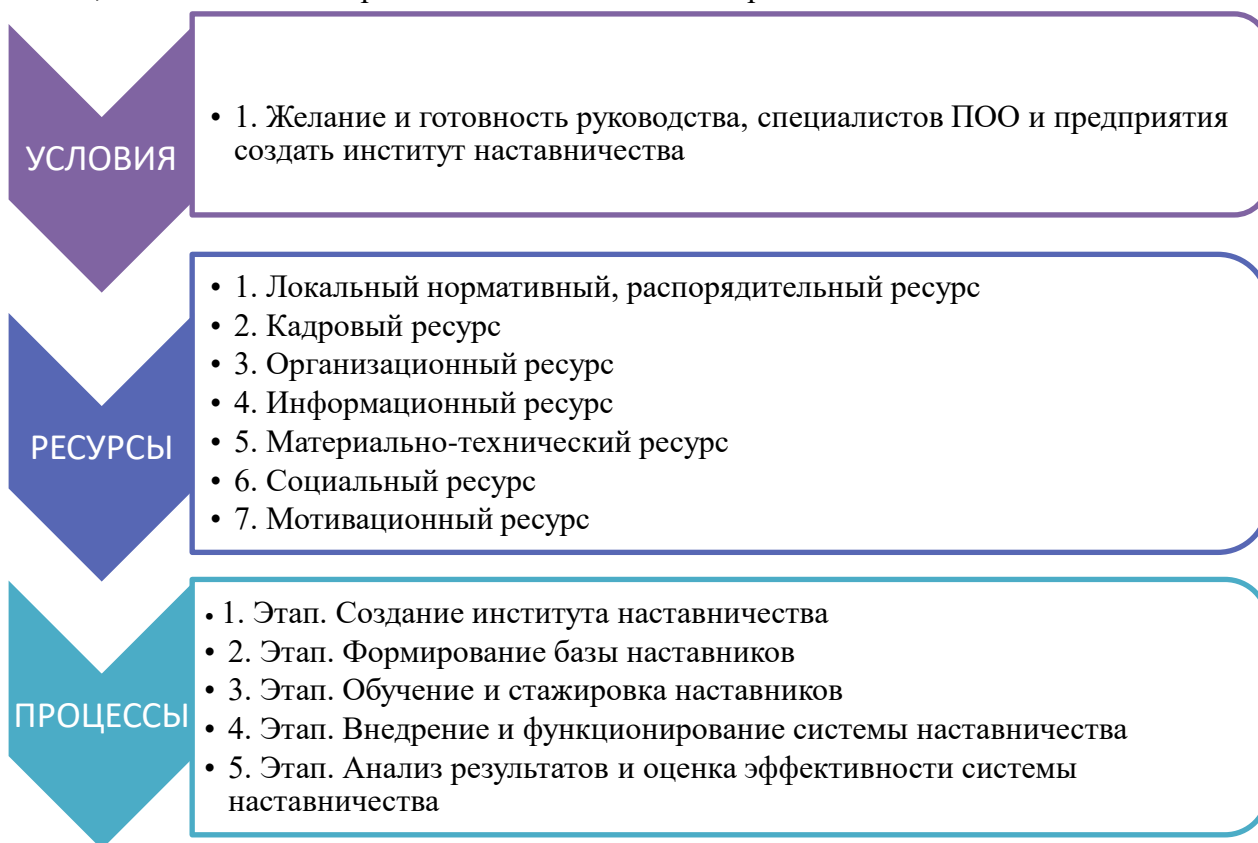 УСЛОВИЯ
• 1. Желание и готовность руководства, специалистов ПОО и предприятия
создать институт наставничества
РЕСУРСЫ
• 1. Локальный нормативный, распорядительный ресурс
• 2. Кадровый ресурс
• 3. Организационный ресурс
• 4. Информационный ресурс
• 5. Материально-технический ресурс
• 6. Социальный ресурс
• 7. Мотивационный ресурс
ПРОЦЕССЫ
• 1. Этап. Создание института наставничества
• 2. Этап. Формирование базы наставников
• 3. Этап. Обучение и стажировка наставников
• 4. Этап. Внедрение и функционирование системы наставничества
• 5. Этап. Анализ результатов и оценка эффективности системы
наставничества